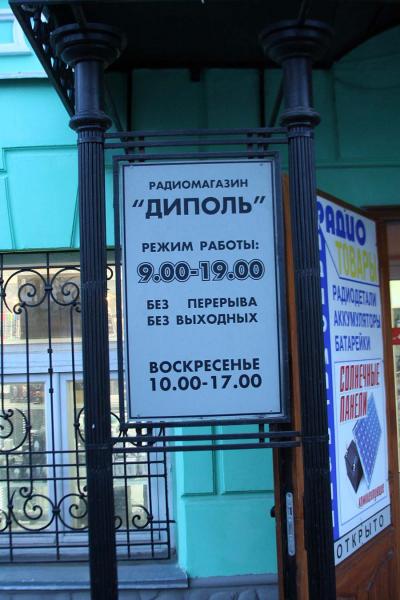 РАДИОМАГАЗИН
"ДИПОЛЬ"
РЕЖИМ РАБОТЫ:
9.00-19.00
БЕЗ ПЕРЕРЫВА
БЕЗ ВЫХОДНЫХ
ВОСКРЕСЕНЬЕ
10.00-17.00
РАДИО
ТОВАРЫ
РАДИОДЕТАЛИ
АККУМУЛЯТОРЫ
БАТАРЕЙКИ
СОЛНЕЧНЫЕ
ПАНЕЛИ
ОТКРЫТО